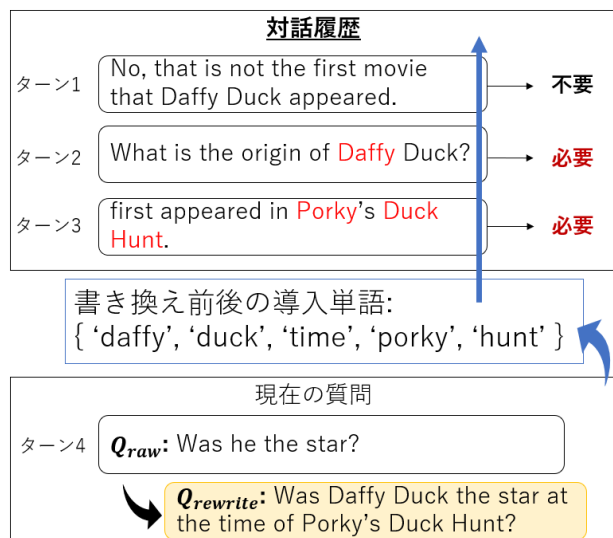 対話履歴
ターン1
No, that is not the first movie
that Daffy Duck appeared.
不要
ターン2
What is the origin of Daffy Duck?
必要
ターン3
first appeared in Porky's Duck
Hunt.
必要
書き換え前後の導入単語:
{ 'daffy', 'duck', 'time', 'porky', 'hunt' }
現在の質問
ターン4
Qraw: Was he the star?
Qrewrite: Was Daffy Duck the star at
the time of Porky's Duck Hunt?